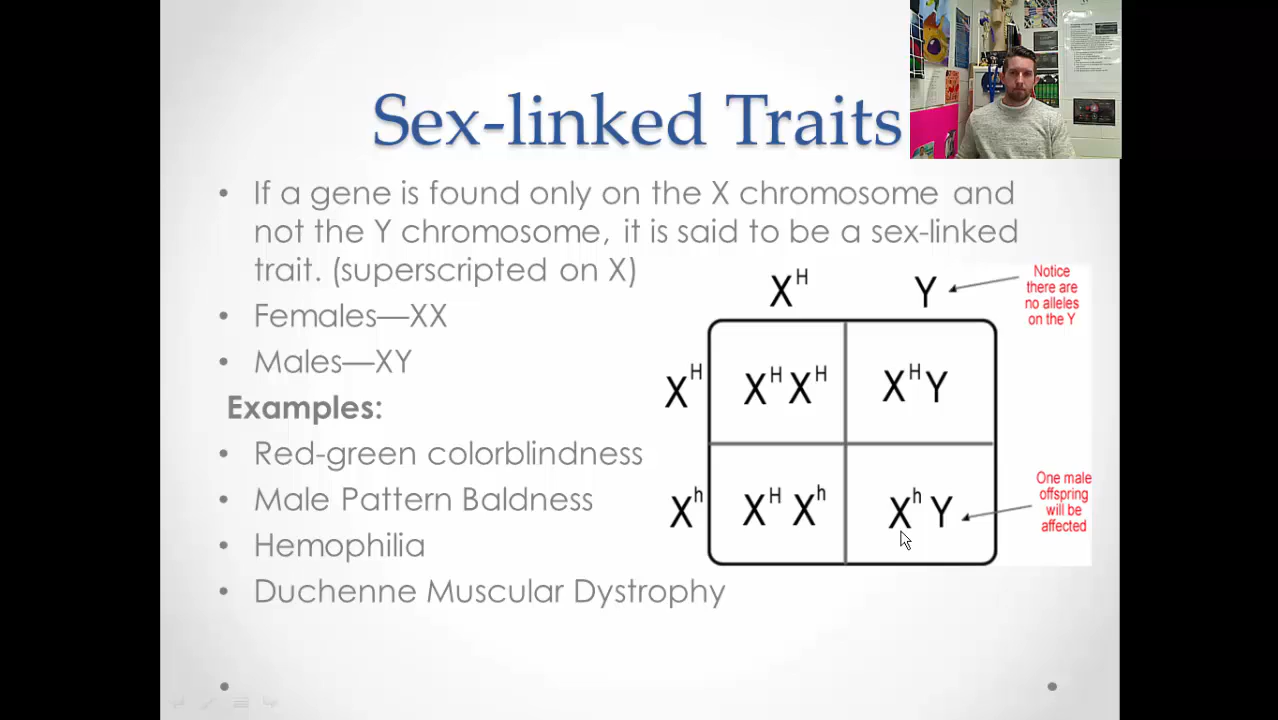 Sex-linked Traits
• If a gene is found only on the X chromosome and
not the Y chromosome, it is said to be a sex-linked
trait. (superscripted on X)
• Females—XX
• Males—XY
Examples:
• Red-green colorblindness
• Male Pattern Baldness
• Hemophilia
• Duchenne Muscular Dystrophy
X^H Y
Notice
there are
no alleles
on the Y
X^H X^H X^H X^H Y
X^h X^H X^h X^h Y
One male
offspring
will be
affected